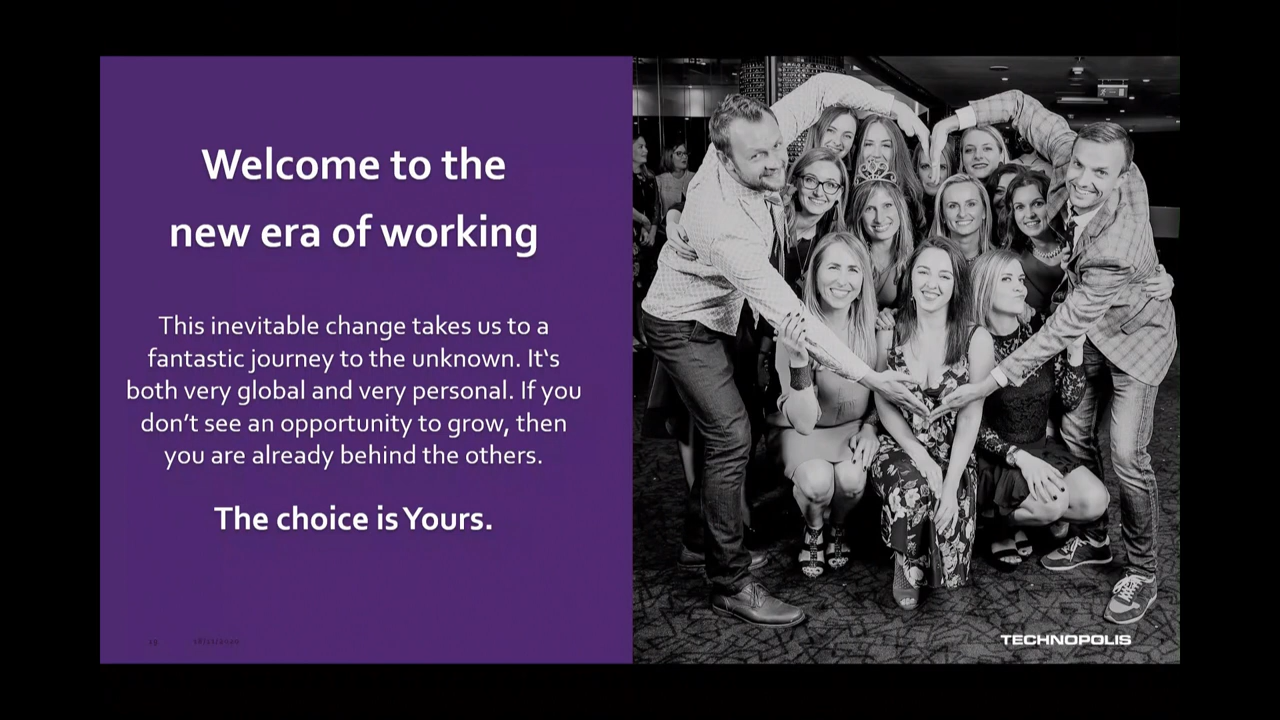 Welcome to the
new era of working
This inevitable change takes us to a
fantastic journey to the unknown. It‘s
both very global and very personal. If you
don’t see an opportunity to grow, then
you are already behind the others.
The choice is Yours.
TECHNOPOLIS